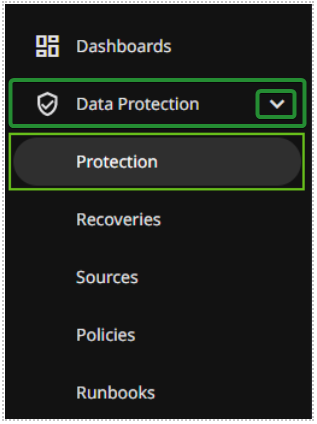 Dashboards
Data Protection
Protection
Recoveries
Sources
Policies
Runbooks